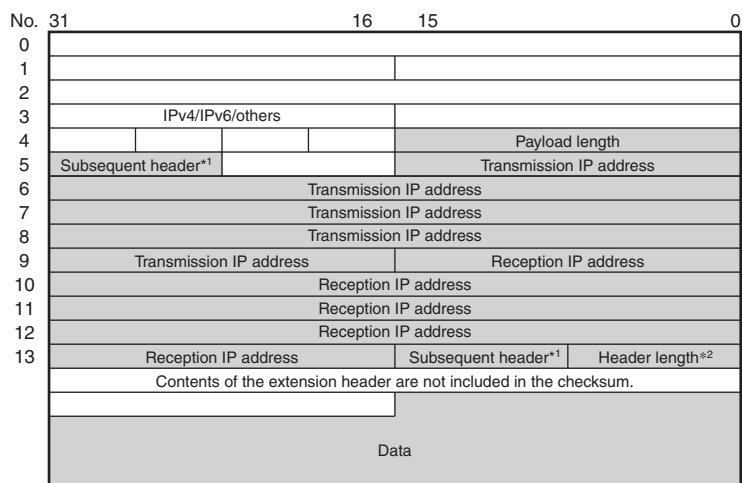 No. 31 16 15 0
0
1
2
3 IPv4/IPv6/others
4 Payload length
5 Subsequent header*1 Transmission IP address
6 Transmission IP address
7 Transmission IP address
8 Transmission IP address
9 Transmission IP address Reception IP address
10 Reception IP address
11 Reception IP address
12 Reception IP address
13 Reception IP address Subsequent header*1 Header length*2
Contents of the extension header are not included in the checksum.
Data